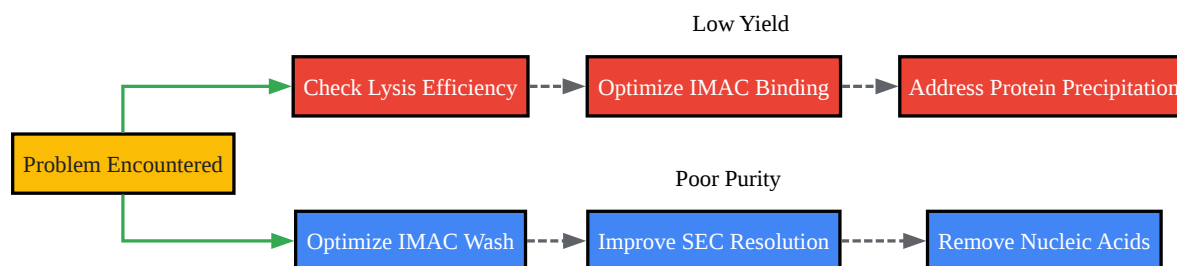 Low Yield
Check Lysis Efficiency
Optimize IMAC Binding
Address Protein Precipitation
Problem Encountered
Poor Purity
Optimize IMAC Wash
Improve SEC Resolution
Remove Nucleic Acids